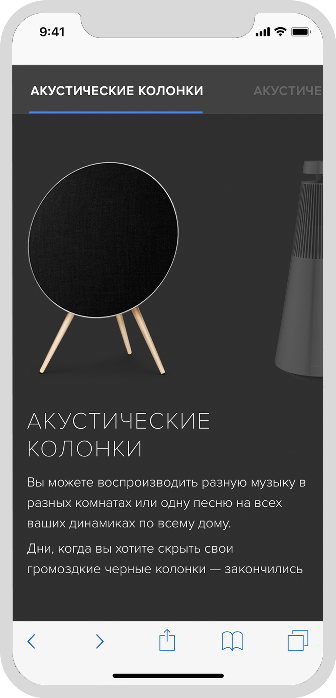 9:41
АКУСТИЧЕСКИЕ КОЛОНКИ
АКУСТИЧЕ
АКУСТИЧЕСКИЕ
КОЛОНКИ
Вы можете воспроизводить разную музыку в
разных комнатах или одну песню на всех
ваших динамиках по всему дому.
Дни, когда вы хотите скрыть свои
громоздкие черные колонки — закончились